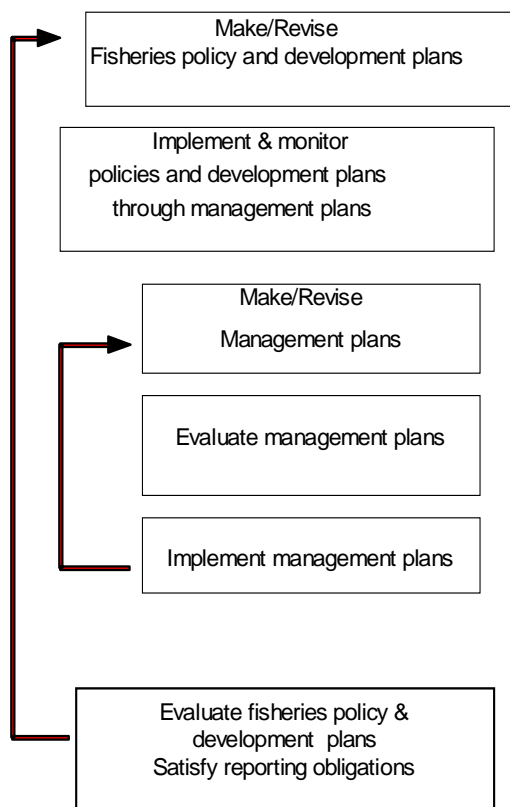 Make/Revise
Fisheries policy and development plans
Implement & monitor
policies and development plans
through management plans
Make/Revise
Management plans
Evaluate management plans
Implement management plans
Evaluate fisheries policy &
development plans
Satisfy reporting obligations